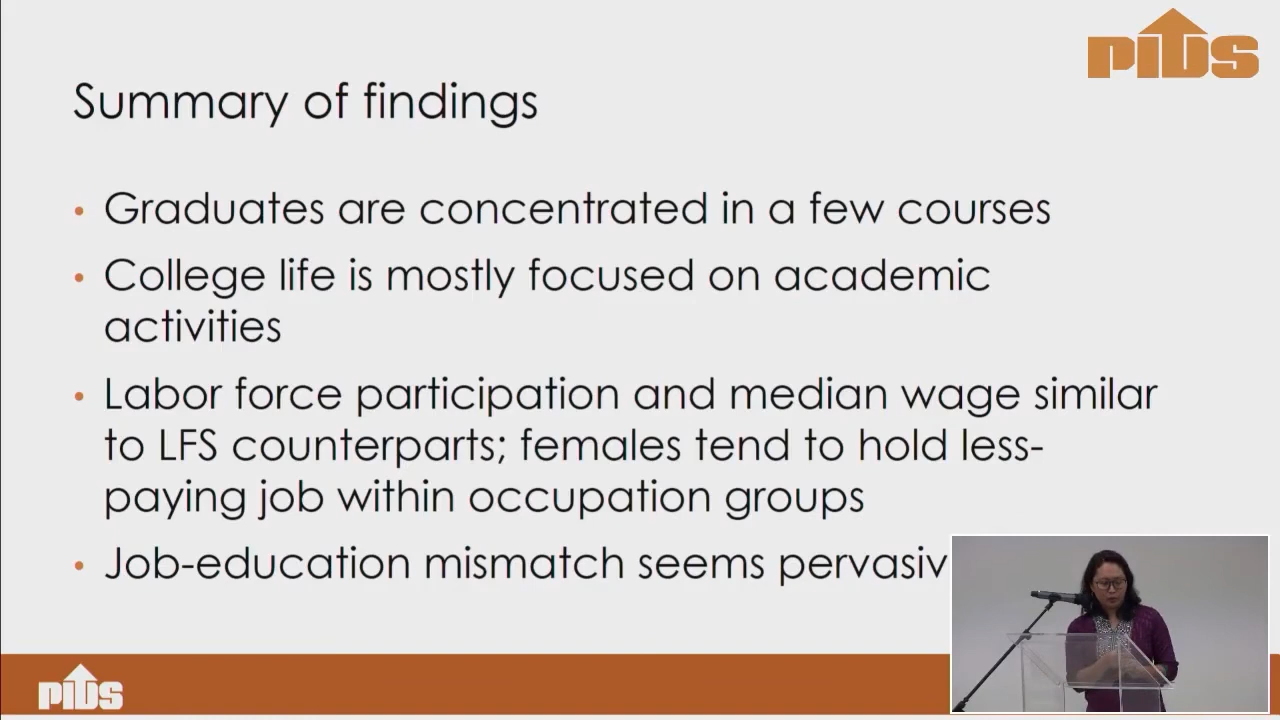 PIDS
Summary of findings
• Graduates are concentrated in a few courses
• College life is mostly focused on academic
activities
• Labor force participation and median wage similar
to LFS counterparts; females tend to hold less-
paying job within occupation groups
• Job-education mismatch seems pervasiv
PIDS